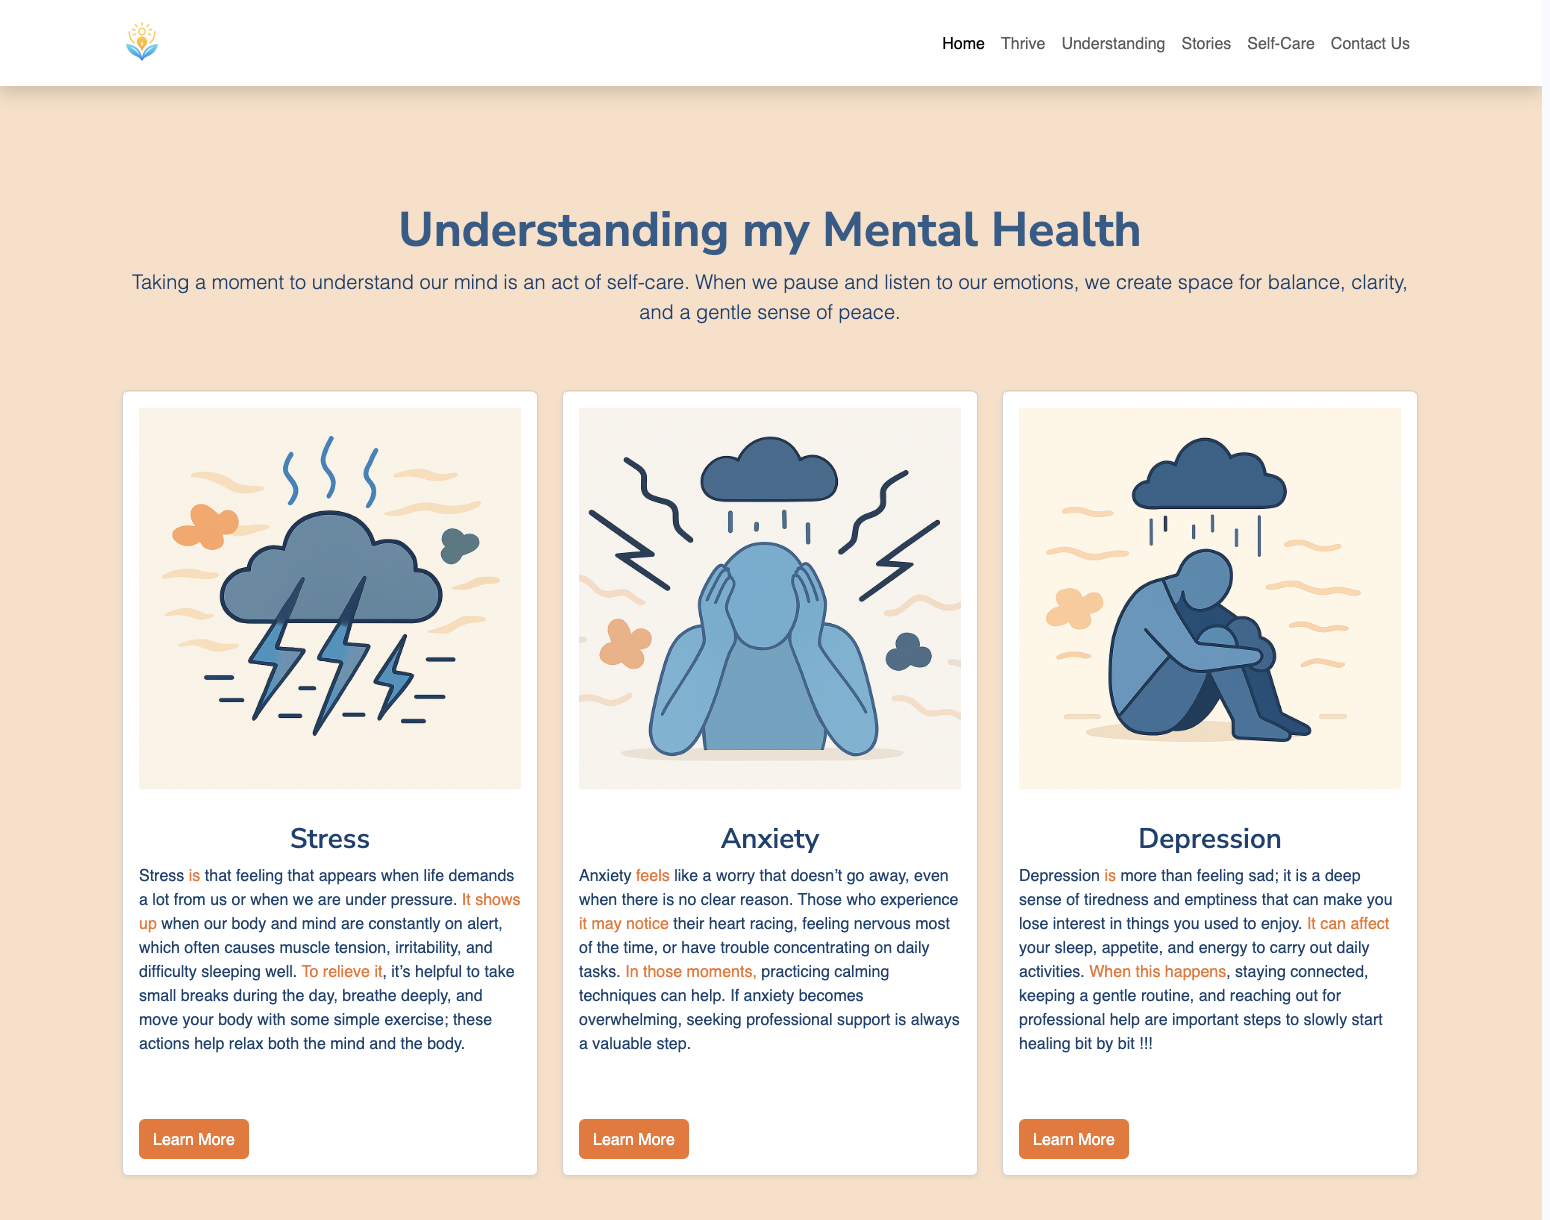 Home Thrive Understanding Stories Self-Care Contact Us
Understanding my Mental Health
Taking a moment to understand our mind is an act of self-care. When we pause and listen to our emotions, we create space for balance, clarity,
and a gentle sense of peace.
Stress
Stress is that feeling that appears when life demands
a lot from us or when we are under pressure. It shows
up when our body and mind are constantly on alert,
which often causes muscle tension, irritability, and
difficulty sleeping well. To relieve it, it’s helpful to take
small breaks during the day, breathe deeply, and
move your body with some simple exercise; these
actions help relax both the mind and the body.
Learn More
Anxiety
Anxiety feels like a worry that doesn’t go away, even
when there is no clear reason. Those who experience
it may notice their heart racing, feeling nervous most
of the time, or have trouble concentrating on daily
tasks. In those moments, practicing calming
techniques can help. If anxiety becomes
overwhelming, seeking professional support is always
a valuable step.
Learn More
Depression
Depression is more than feeling sad; it is a deep
sense of tiredness and emptiness that can make you
lose interest in things you used to enjoy. It can affect
your sleep, appetite, and energy to carry out daily
activities. When this happens, staying connected,
keeping a gentle routine, and reaching out for
professional help are important steps to slowly start
healing bit by bit !!!
Learn More